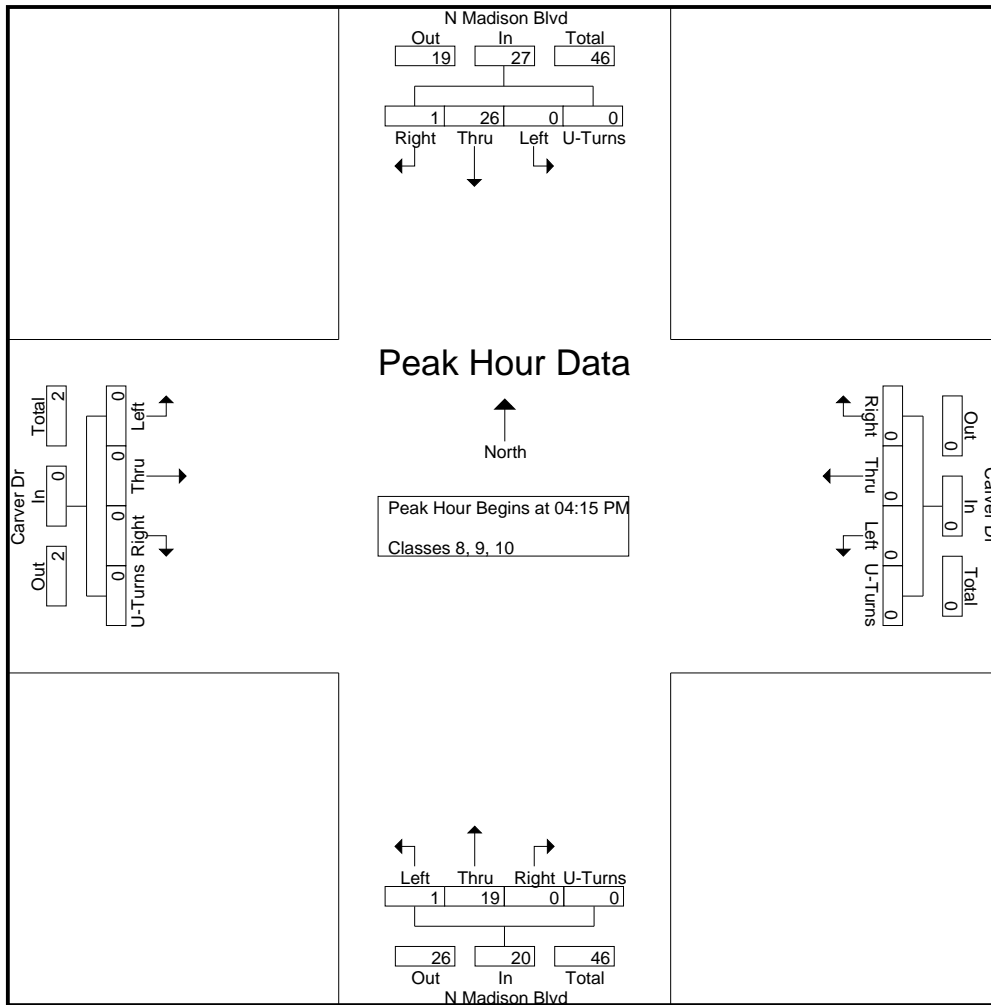 N Madison Blvd
Out In Total
19 27 46
1 26 0 0
Right Thru Left U-Turns
Peak Hour Data
North
Peak Hour Begins at 04:15 PM
Classes 8, 9, 10
Carver Dr
Out In Total
2 0 2
U-Turns Right Thru Left
0 0 0 0
Right Thru Left U-Turns
0 0 0 0
Out In Total
0 0 0
Carver Dr
Left Thru Right U-Turns
1 19 0 0
26 20 46
Out In Total
N Madison Blvd